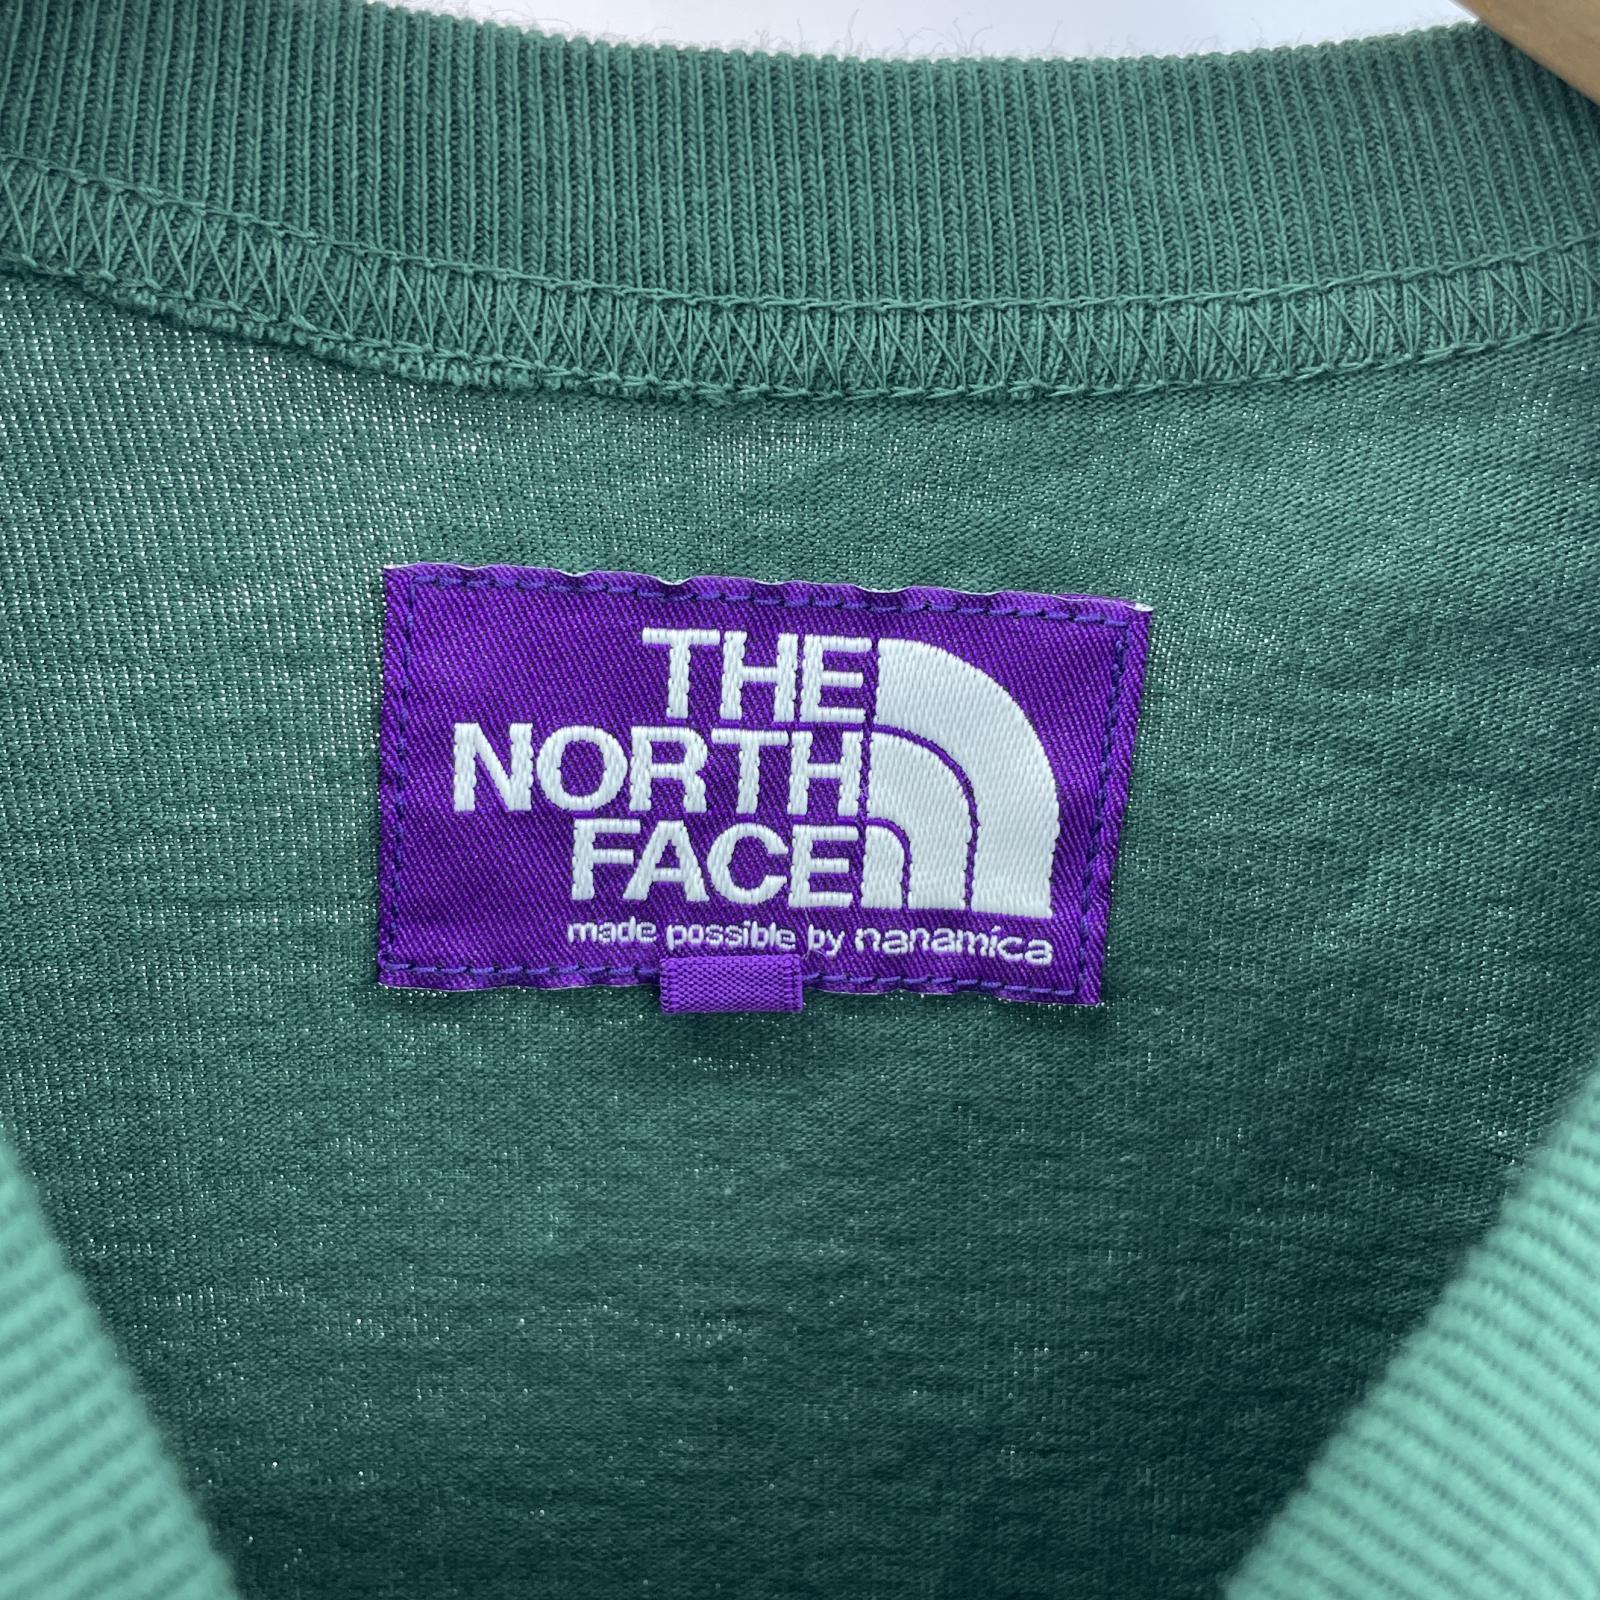 THE
NORTH
FACE
made possible by nanamica